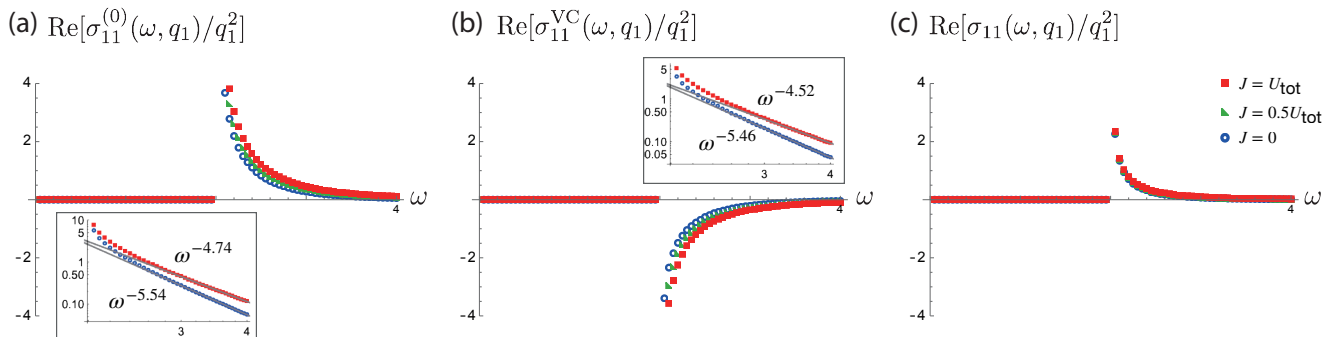 (a) Re[σ₁₁⁽⁰⁾(ω, q₁)/q₁²]
4
2
-2
-4
4
ω
10
5
1
0.50
0.10
3
4
ω⁻⁴·⁷⁴
ω⁻⁵·⁵⁴
(b) Re[σ₁₁ⱽꟲ(ω, q₁)/q₁²]
4
2
-2
-4
4
ω
5
1
0.50
0.10
0.05
3
4
ω⁻⁴·⁵²
ω⁻⁵·⁴⁶
(c) Re[σ₁₁(ω, q₁)/q₁²]
4
2
-2
-4
4
ω
J = U_tot
J = 0.5U_tot
J = 0